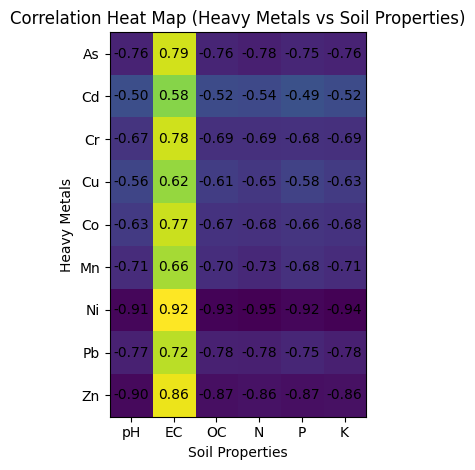 Correlation Heat Map (Heavy Metals vs Soil Properties)
As -0.76 0.79 -0.76 -0.78 -0.75 -0.76
Cd -0.50 0.58 -0.52 -0.54 -0.49 -0.52
Cr -0.67 0.78 -0.69 -0.69 -0.68 -0.69
Cu -0.56 0.62 -0.61 -0.65 -0.58 -0.63
Co -0.63 0.77 -0.67 -0.68 -0.66 -0.68
Mn -0.71 0.66 -0.70 -0.73 -0.68 -0.71
Ni -0.91 0.92 -0.93 -0.95 -0.92 -0.94
Pb -0.77 0.72 -0.78 -0.78 -0.75 -0.78
Zn -0.90 0.86 -0.87 -0.86 -0.87 -0.86
pH EC OC N P K
Soil Properties
Heavy Metals